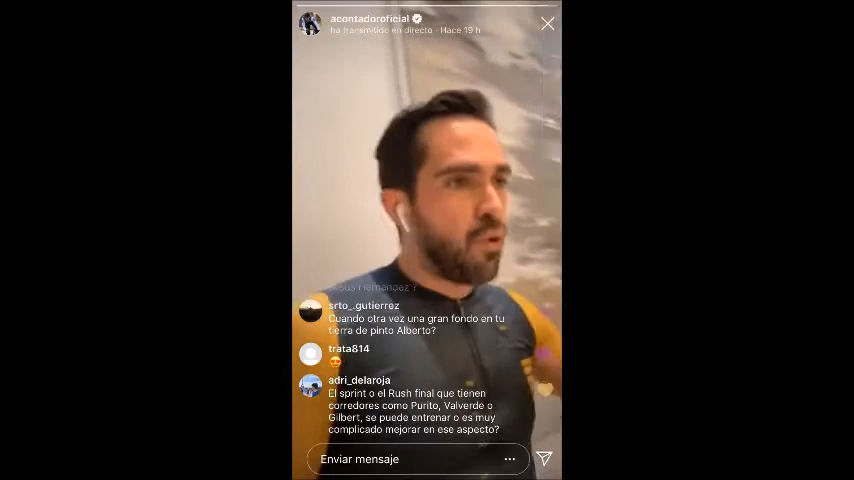 acontadoroficial
ha transmitido en directo · Hace 19 h
Jesus Hernandez ?
srto_.gutierrez
Cuando otra vez una gran fondo en tu
tierra de pinto Alberto?
trata814
😍
adri_delaroja
El sprint o el Rush final que tienen
corredores como Purito, Valverde o
Gilbert, se puede entrenar o es muy
complicado mejorar en ese aspecto?
Enviar mensaje